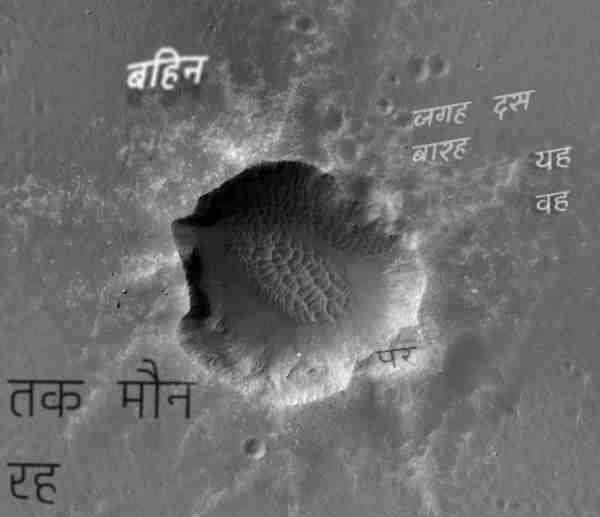 बहिन
जगह दस
बारह
यह
वह
पर
तक मौन
रह